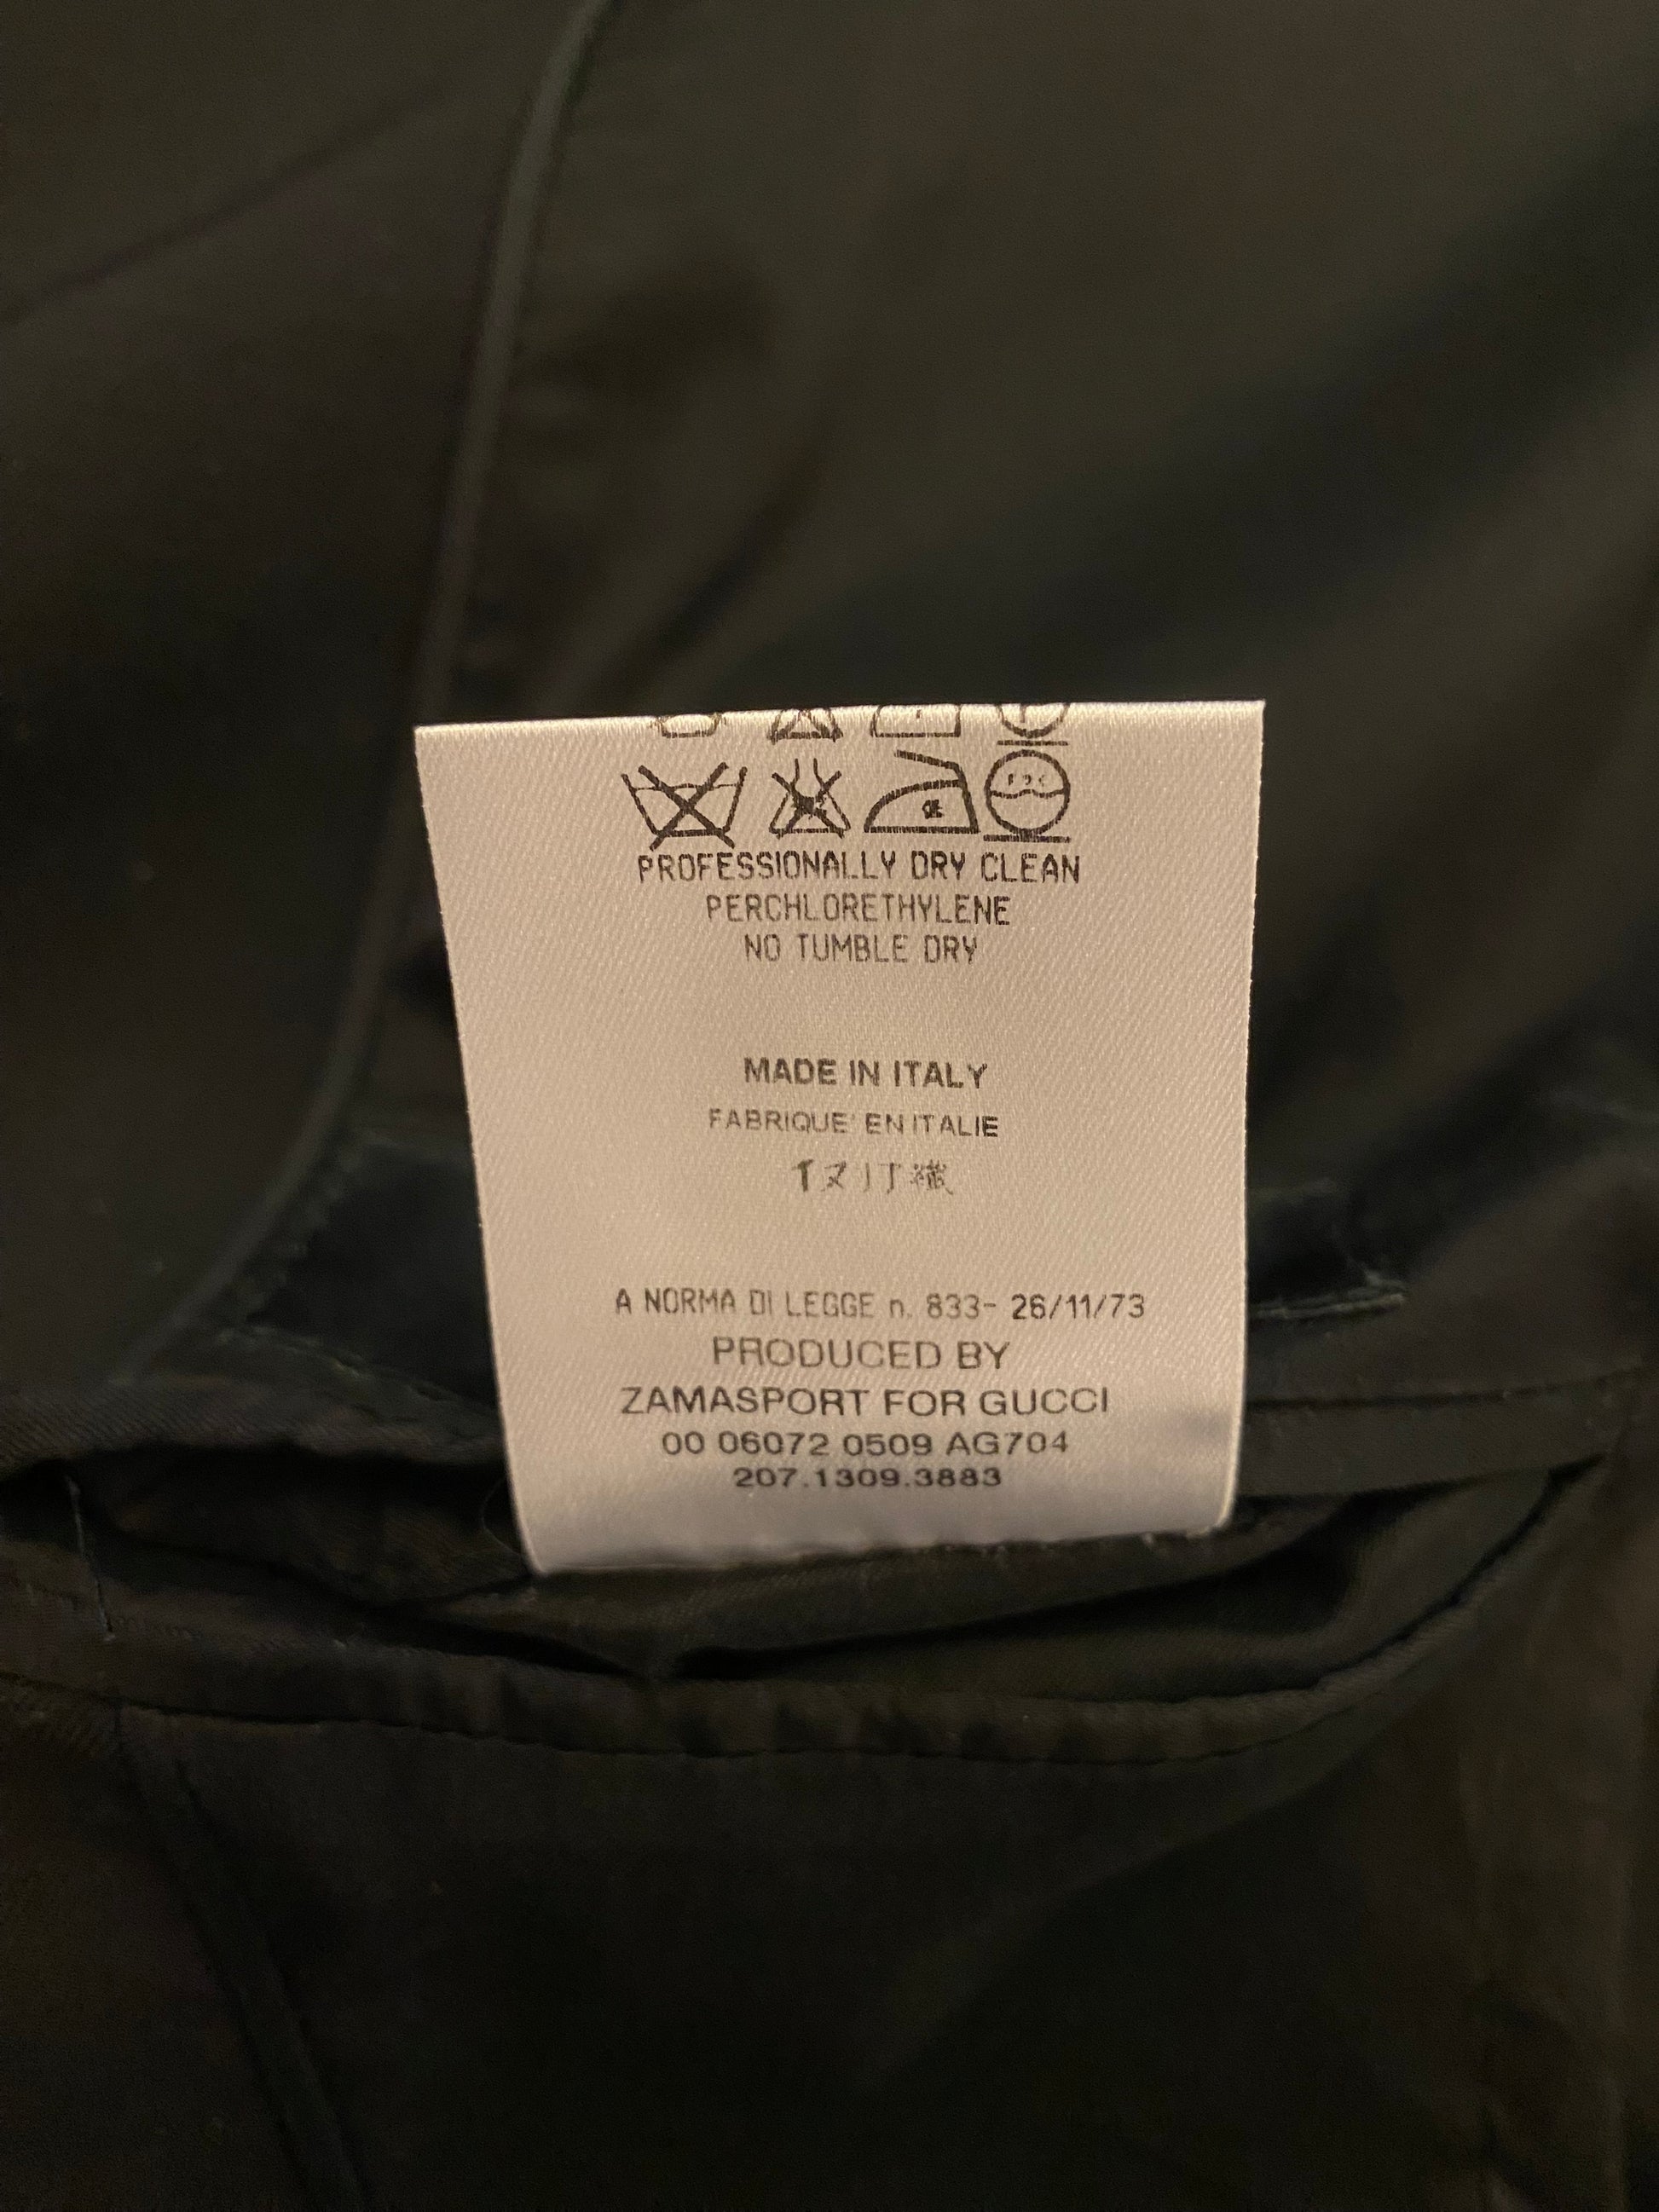 PROFESSIONALLY DRY CLEAN
PERCHLORETHYLENE
NO TUMBLE DRY
MADE IN ITALY
FABRIQUE' EN ITALIE
A NORMA DI LEGGE n. 833- 26/11/73
PRODUCED BY
ZAMASPORT FOR GUCCI
00 06072 0509 AG704
207.1309.3883